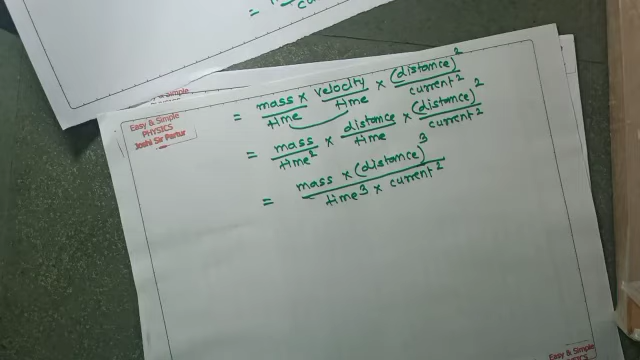 Easy & Simple
PHYSICS
Joshi Sir Partur
= mass × velocity / time time × (distance)² / current²
= mass / time² × distance / time × (distance)² / current²
= mass × (distance)³ / time³ × current²
Easy & Simple